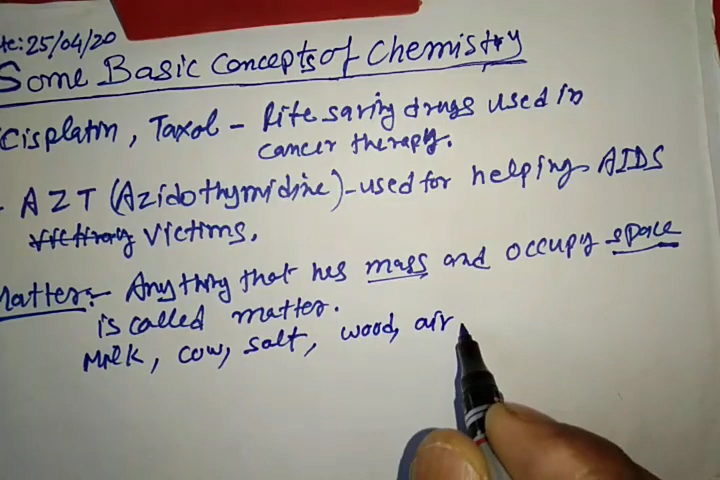 te: 25/04/20
Some Basic Concepts of Chemistry
Cisplatin, Taxol - Life saving drugs used in
cancer therapy.
- AZT (Azidothymidine) - used for helping AIDS
victims.
Matter:- Anything that hes mass and occupy space
is called matter.
Milk, cow, salt, wood, air